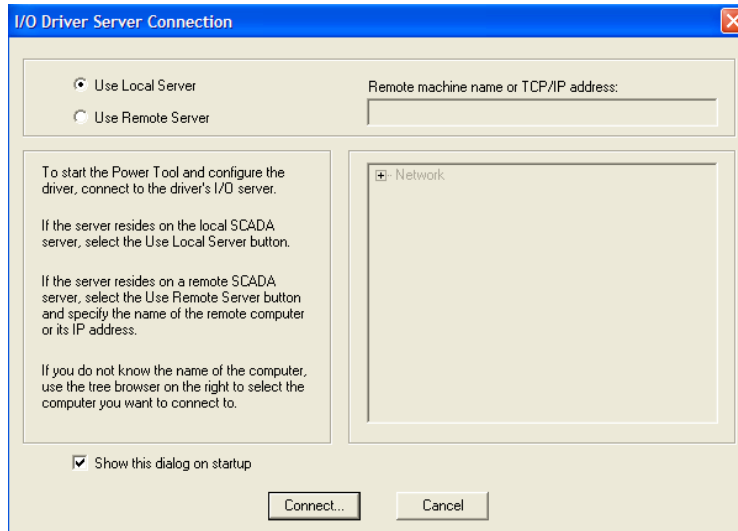 I/O Driver Server Connection
Use Local Server
Use Remote Server
Remote machine name or TCP/IP address:
To start the Power Tool and configure the
driver, connect to the driver's I/O server.
If the server resides on the local SCADA
server, select the Use Local Server button.
If the server resides on a remote SCADA
server, select the Use Remote Server button
and specify the name of the remote computer
or its IP address.
If you do not know the name of the computer,
use the tree browser on the right to select the
computer you want to connect to.
Network
Show this dialog on startup
Connect...
Cancel